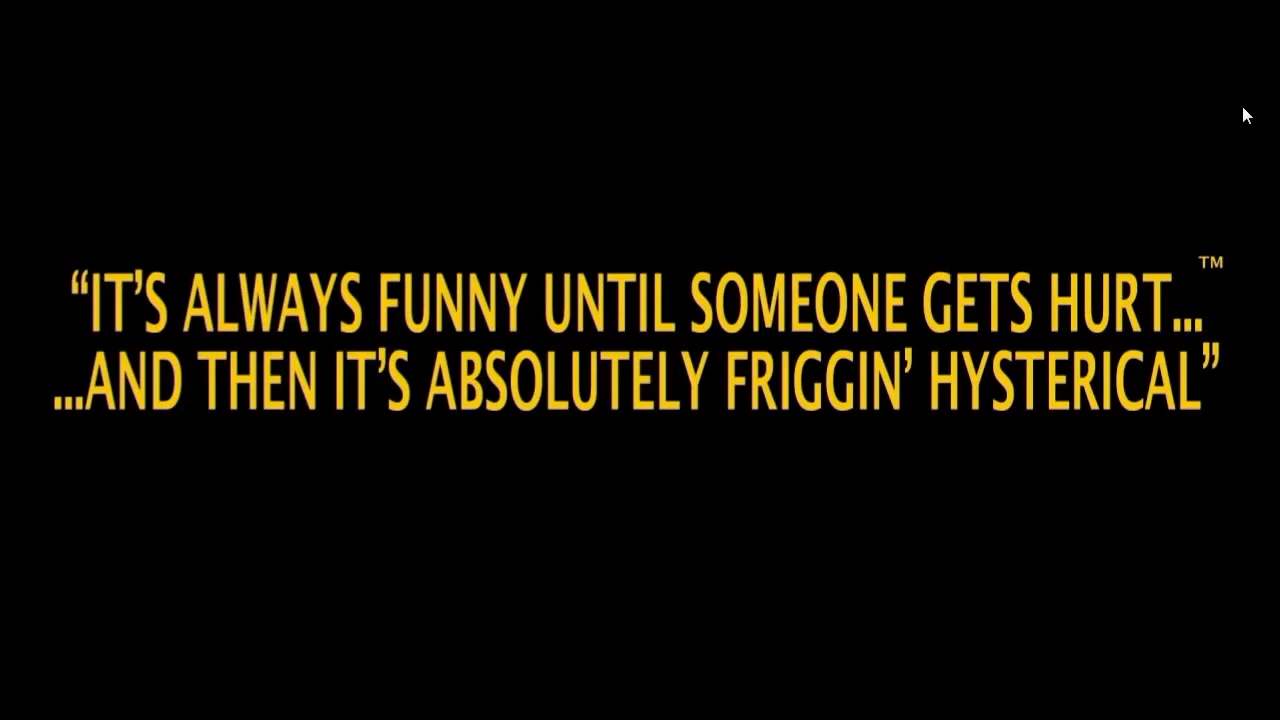 “IT’S ALWAYS FUNNY UNTIL SOMEONE GETS HURT...™
...AND THEN IT’S ABSOLUTELY FRIGGIN’ HYSTERICAL”